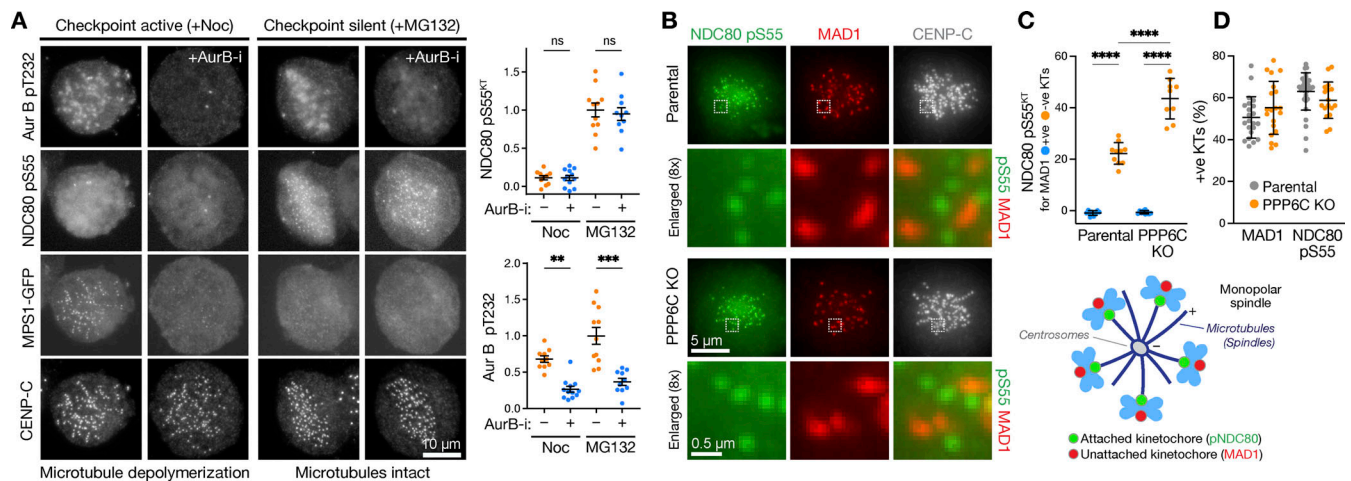 A
Checkpoint active (+Noc)
Checkpoint silent (+MG132)
+AurB-i
+AurB-i
Aur B pT232
NDC80 pS55
MPS1-GFP
CENP-C
10 µm
Microtubule depolymerization
Microtubules intact
NDC80 pS55KT
ns
ns
1.5
1.0
0.5
0.0
AurB-i:
–
+
–
+
Noc
MG132
Aur B pT232
**
***
2.0
1.5
1.0
0.5
0.0
AurB-i:
–
+
–
+
Noc
MG132
B
NDC80 pS55
MAD1
CENP-C
Parental
Enlarged (8x)
pS55 MAD1
PPP6C KO
5 µm
Enlarged (8x)
0.5 µm
pS55 MAD1
C
NDC80 pS55KT
for MAD1 +ve -ve KTs
****
****
****
60
40
20
0
Parental
PPP6C
KO
D
+ve KTs (%)
80
60
40
20
0
Parental
PPP6C KO
MAD1
NDC80
pS55
Monopolar
spindle
+
–
Centrosomes
Microtubules
(Spindles)
Attached kinetochore (pNDC80)
Unattached kinetochore (MAD1)